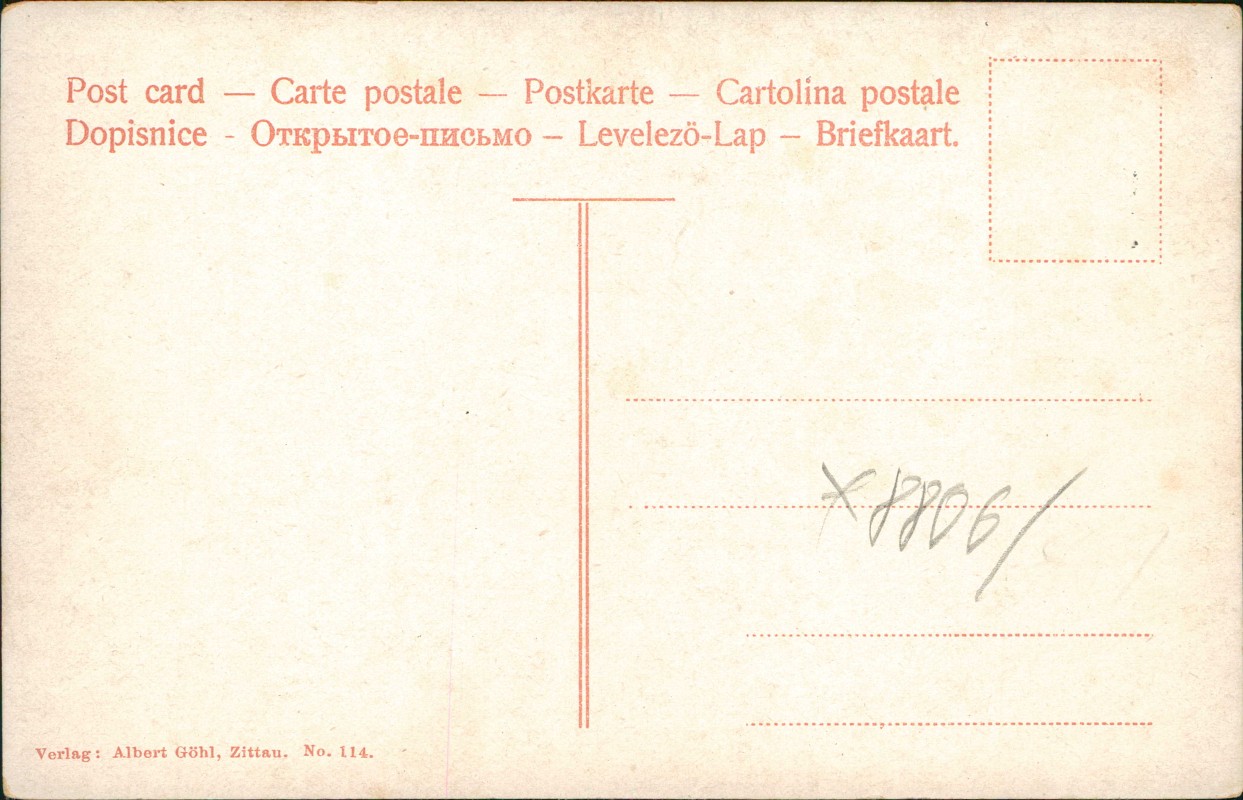 Post card — Carte postale — Postkarte — Cartolina postale
Dopisnice - Открытое-письмо – Levelezö-Lap – Briefkaart.
x8806/
Verlag: Albert Göhl, Zittau. No. 114.